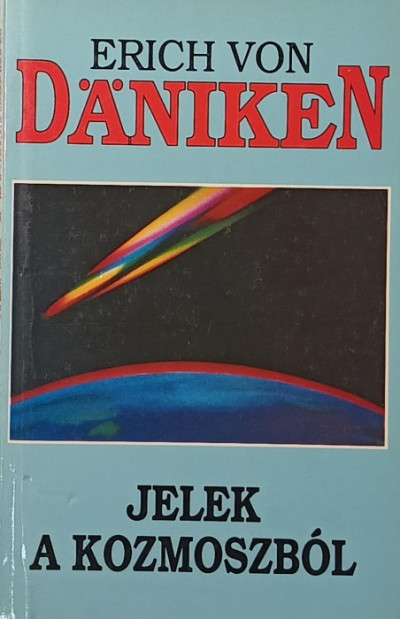 ERICH VON
DÄNIKEN
JELEK
A KOZMOSZBÓL